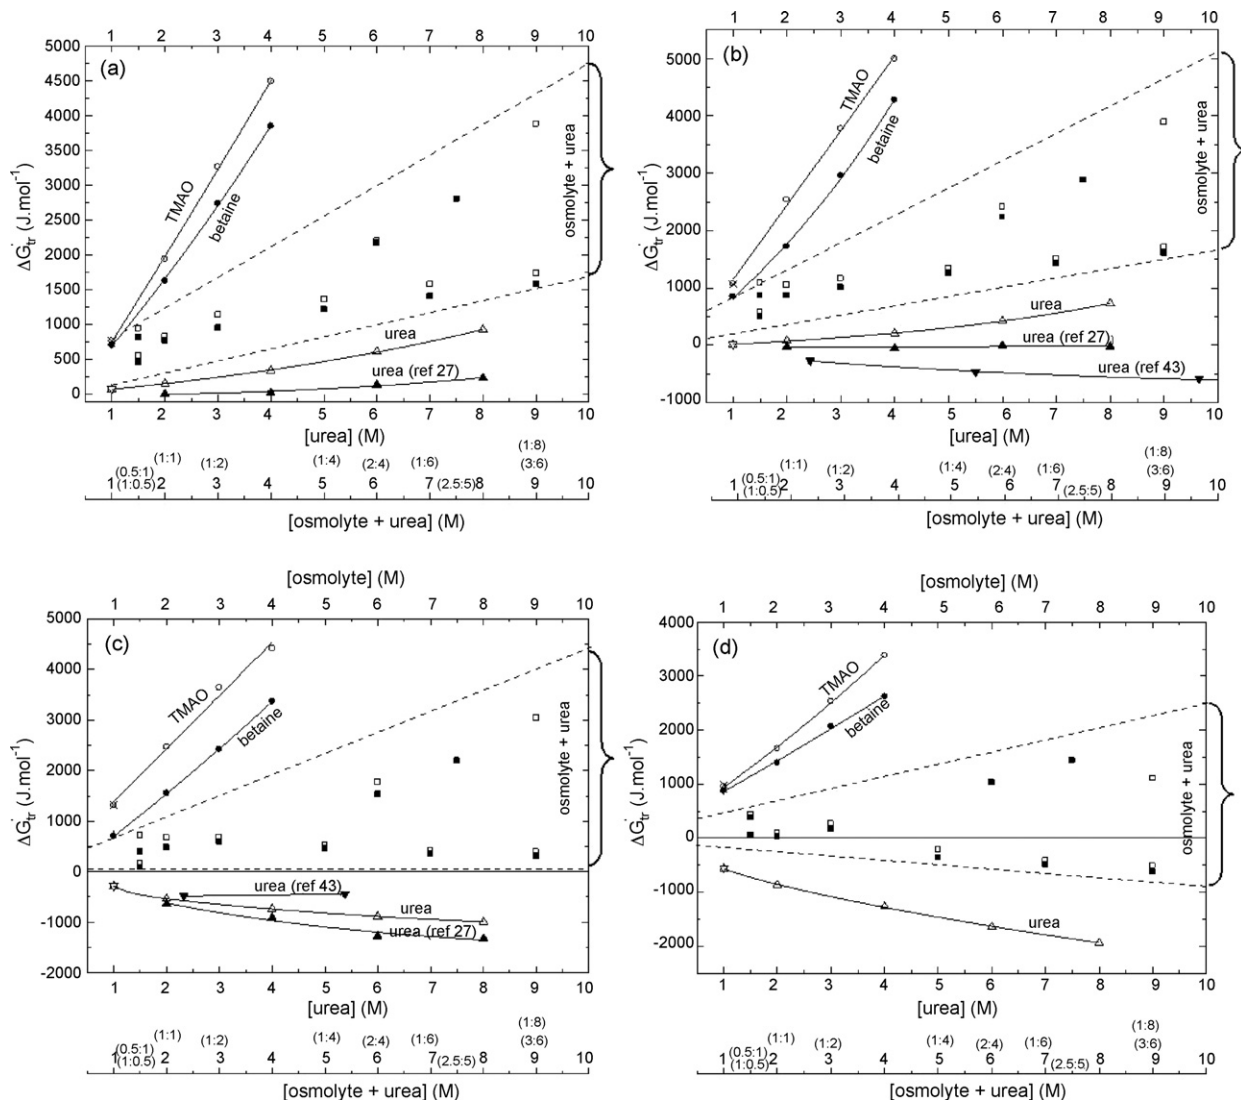 1 2 3 4 5 6 7 8 9 10
(a)
5000
4500
4000
3500
3000
2500
2000
1500
1000
500
0
ΔG˙tr (J.mol-1)
TMAO
betaine
urea
urea (ref 27)
osmolyte + urea
1 2 3 4 5 6 7 8 9 10
[urea] (M)
(0.5:1) (1:0.5) (1:1) (1:2) (1:4) (2:4) (1:6) (2.5:5) (1:8) (3:6)
1 2 3 4 5 6 7 8 9 10
[osmolyte + urea] (M)
1 2 3 4 5 6 7 8 9 10
(b)
5000
4000
3000
2000
1000
0
-1000
ΔG˙tr (J.mol-1)
TMAO
betaine
urea
urea (ref 27)
urea (ref 43)
osmolyte + urea
1 2 3 4 5 6 7 8 9 10
[urea] (M)
(0.5:1) (1:0.5) (1:1) (1:2) (1:4) (2:4) (1:6) (2.5:5) (1:8) (3:6)
1 2 3 4 5 6 7 8 9 10
[osmolyte + urea] (M)
[osmolyte] (M)
1 2 3 4 5 6 7 8 9 10
(c)
5000
4000
3000
2000
1000
0
-1000
-2000
ΔG˙tr (J.mol-1)
TMAO
betaine
urea (ref 43)
urea
urea (ref 27)
osmolyte + urea
1 2 3 4 5 6 7 8 9 10
[urea] (M)
(0.5:1) (1:0.5) (1:1) (1:2) (1:4) (2:4) (1:6) (2.5:5) (1:8) (3:6)
1 2 3 4 5 6 7 8 9 10
[osmolyte + urea] (M)
[osmolyte] (M)
1 2 3 4 5 6 7 8 9 10
(d)
4000
3000
2000
1000
0
-1000
-2000
ΔG˙tr (J.mol-1)
TMAO
betaine
urea
osmolyte + urea
1 2 3 4 5 6 7 8 9 10
[urea] (M)
(0.5:1) (1:0.5) (1:1) (1:2) (1:4) (2:4) (1:6) (2.5:5) (1:8) (3:6)
1 2 3 4 5 6 7 8 9 10
[osmolyte + urea] (M)